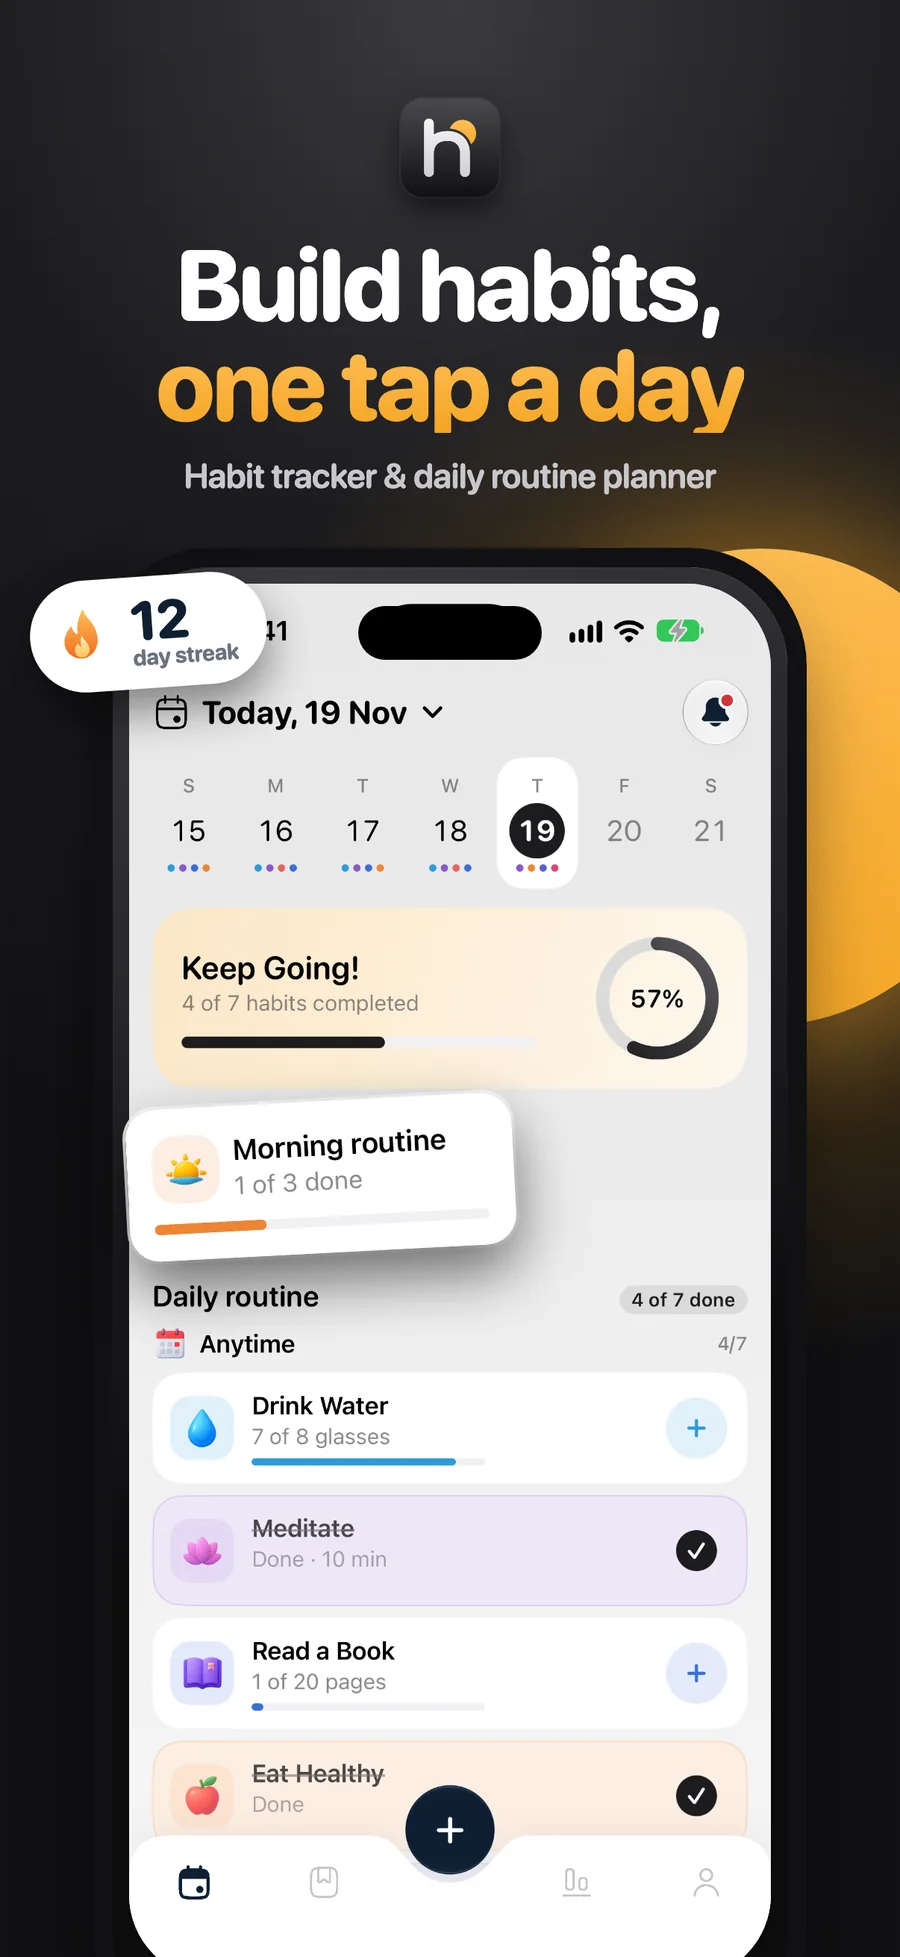 h
Build habits,
one tap a day
Habit tracker & daily routine planner
12
day streak
41
Today, 19 Nov
S M T W T F S
15 16 17 18 19 20 21
Keep Going!
4 of 7 habits completed
57%
Morning routine
1 of 3 done
Daily routine
4 of 7 done
Anytime
4/7
Drink Water
7 of 8 glasses
Meditate
Done · 10 min
Read a Book
1 of 20 pages
Eat Healthy
Done